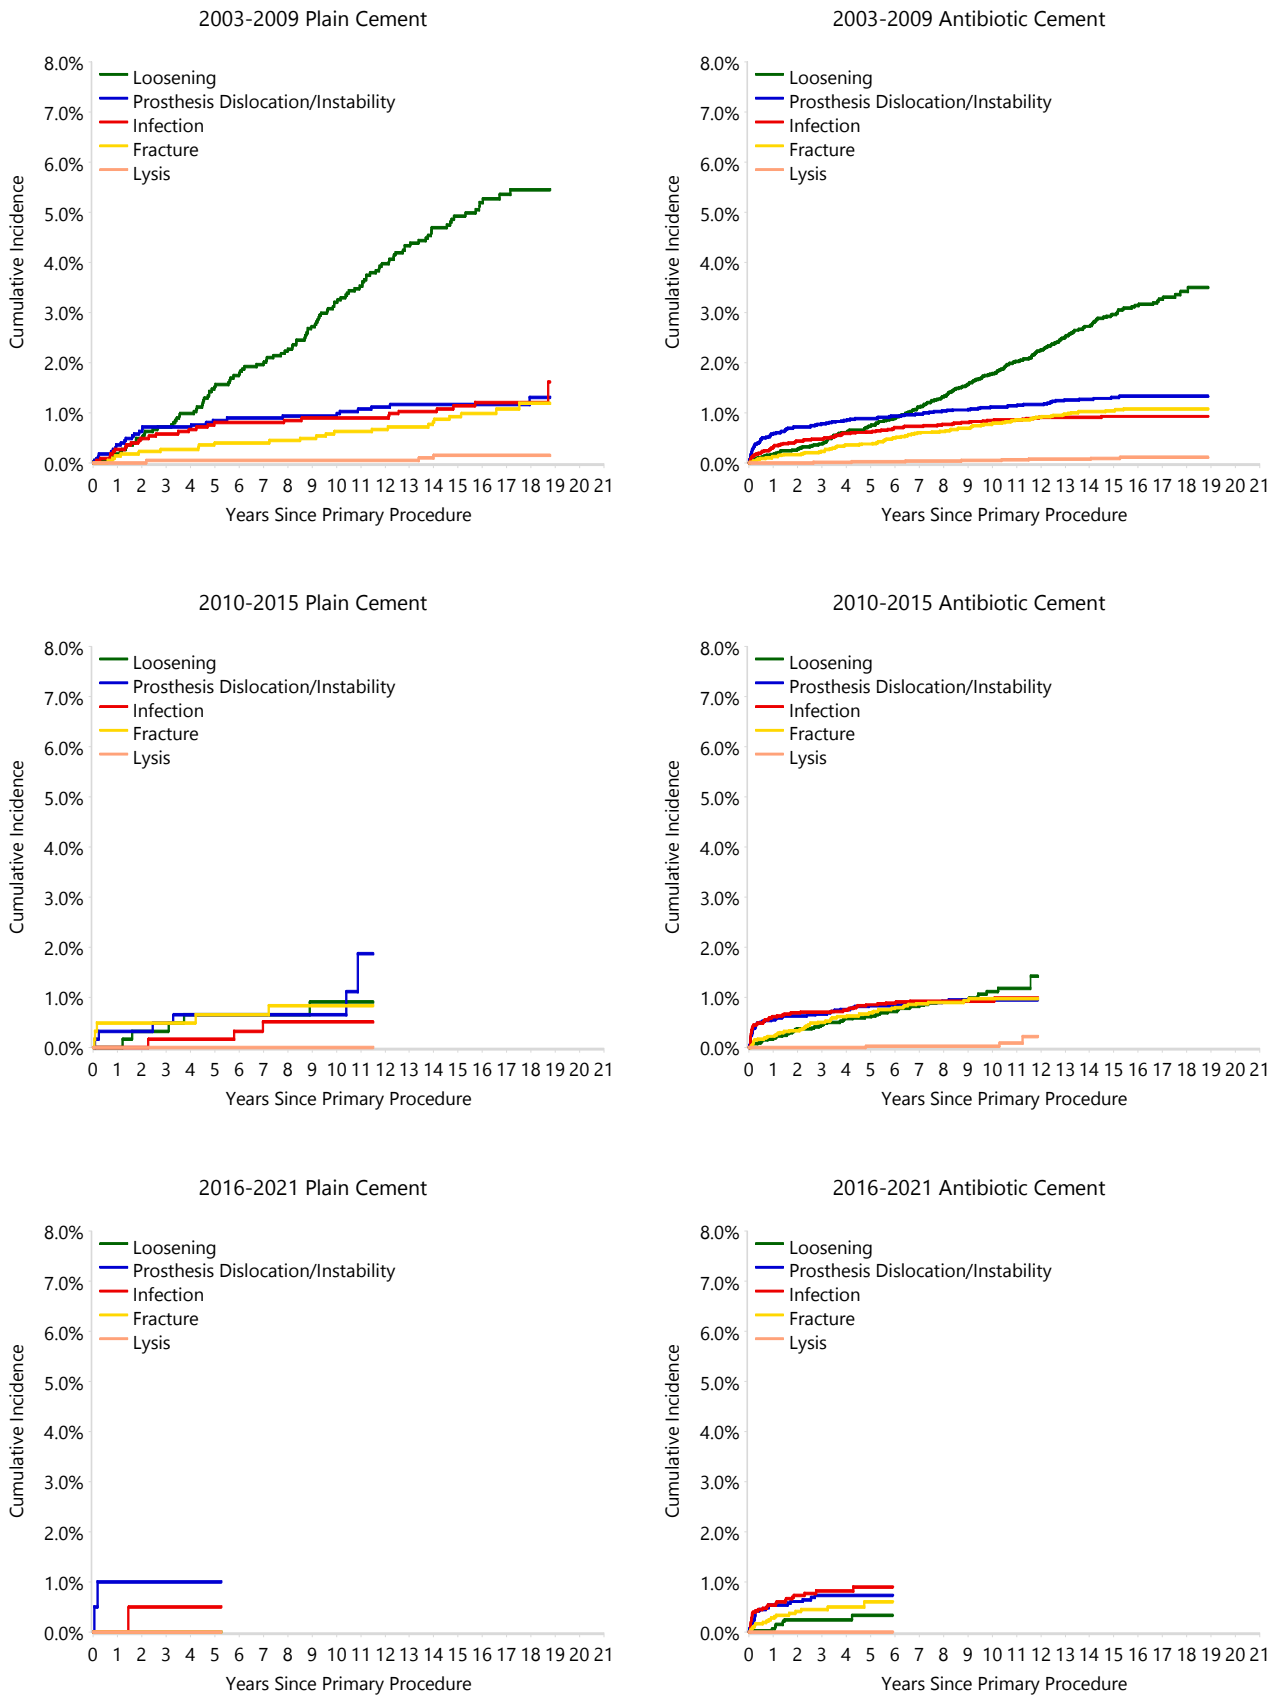 2003-2009 Plain Cement
8.0%
7.0%
6.0%
5.0%
4.0%
3.0%
2.0%
1.0%
0.0%
Cumulative Incidence
Loosening
Prosthesis Dislocation/Instability
Infection
Fracture
Lysis
0 1 2 3 4 5 6 7 8 9 10 11 12 13 14 15 16 17 18 19 20 21
Years Since Primary Procedure
2003-2009 Antibiotic Cement
8.0%
7.0%
6.0%
5.0%
4.0%
3.0%
2.0%
1.0%
0.0%
Cumulative Incidence
Loosening
Prosthesis Dislocation/Instability
Infection
Fracture
Lysis
0 1 2 3 4 5 6 7 8 9 10 11 12 13 14 15 16 17 18 19 20 21
Years Since Primary Procedure
2010-2015 Plain Cement
8.0%
7.0%
6.0%
5.0%
4.0%
3.0%
2.0%
1.0%
0.0%
Cumulative Incidence
Loosening
Prosthesis Dislocation/Instability
Infection
Fracture
Lysis
0 1 2 3 4 5 6 7 8 9 10 11 12 13 14 15 16 17 18 19 20 21
Years Since Primary Procedure
2010-2015 Antibiotic Cement
8.0%
7.0%
6.0%
5.0%
4.0%
3.0%
2.0%
1.0%
0.0%
Cumulative Incidence
Loosening
Prosthesis Dislocation/Instability
Infection
Fracture
Lysis
0 1 2 3 4 5 6 7 8 9 10 11 12 13 14 15 16 17 18 19 20 21
Years Since Primary Procedure
2016-2021 Plain Cement
8.0%
7.0%
6.0%
5.0%
4.0%
3.0%
2.0%
1.0%
0.0%
Cumulative Incidence
Loosening
Prosthesis Dislocation/Instability
Infection
Fracture
Lysis
0 1 2 3 4 5 6 7 8 9 10 11 12 13 14 15 16 17 18 19 20 21
Years Since Primary Procedure
2016-2021 Antibiotic Cement
8.0%
7.0%
6.0%
5.0%
4.0%
3.0%
2.0%
1.0%
0.0%
Cumulative Incidence
Loosening
Prosthesis Dislocation/Instability
Infection
Fracture
Lysis
0 1 2 3 4 5 6 7 8 9 10 11 12 13 14 15 16 17 18 19 20 21
Years Since Primary Procedure